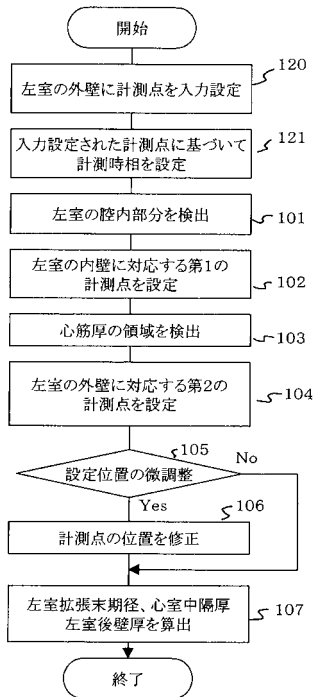 開始
120
左室の外壁に計測点を入力設定
121
入力設定された計測点に基づいて
計測時相を設定
左室の腔内部分を検出
101
左室の内壁に対応する第1の
計測点を設定
102
心筋厚の領域を検出
103
左室の外壁に対応する第2の
計測点を設定
104
105
設定位置の微調整
No
Yes
106
計測点の位置を修正
左室拡張末期径、心室中隔厚
左室後壁厚を算出
107
終了